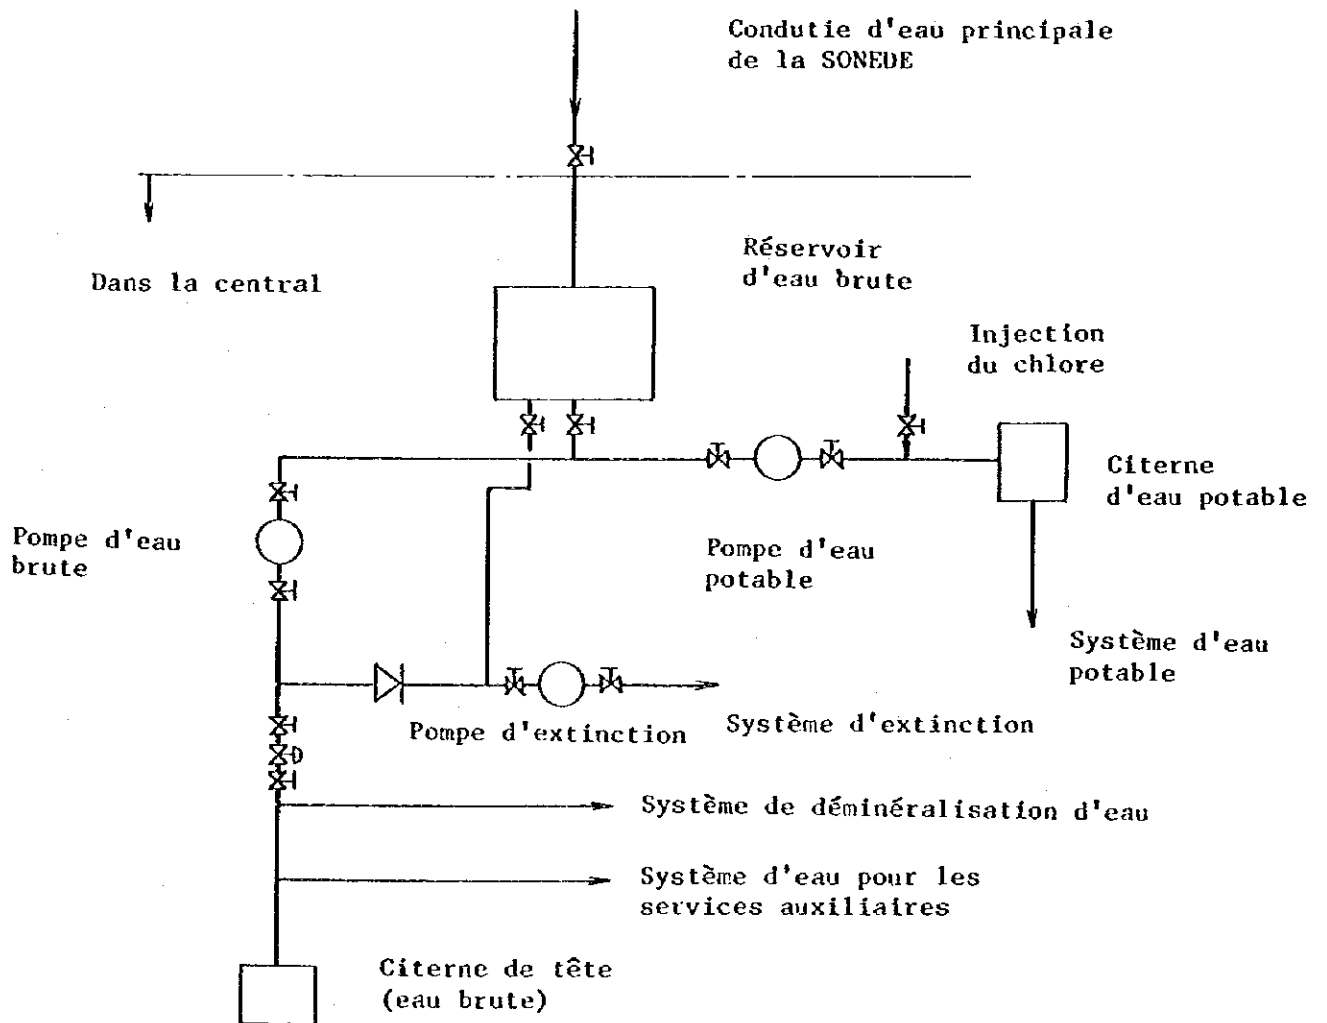 Condutie d'eau principale
de la SONEDE
Dans la central
Réservoir
d'eau brute
Injection
du chlore
Citerne
d'eau potable
Pompe d'eau
brute
Pompe d'eau
potable
Système d'eau
potable
Pompe d'extinction
Système d'extinction
Système de déminéralisation d'eau
Système d'eau pour les
services auxiliaires
Citerne de tête
(eau brute)